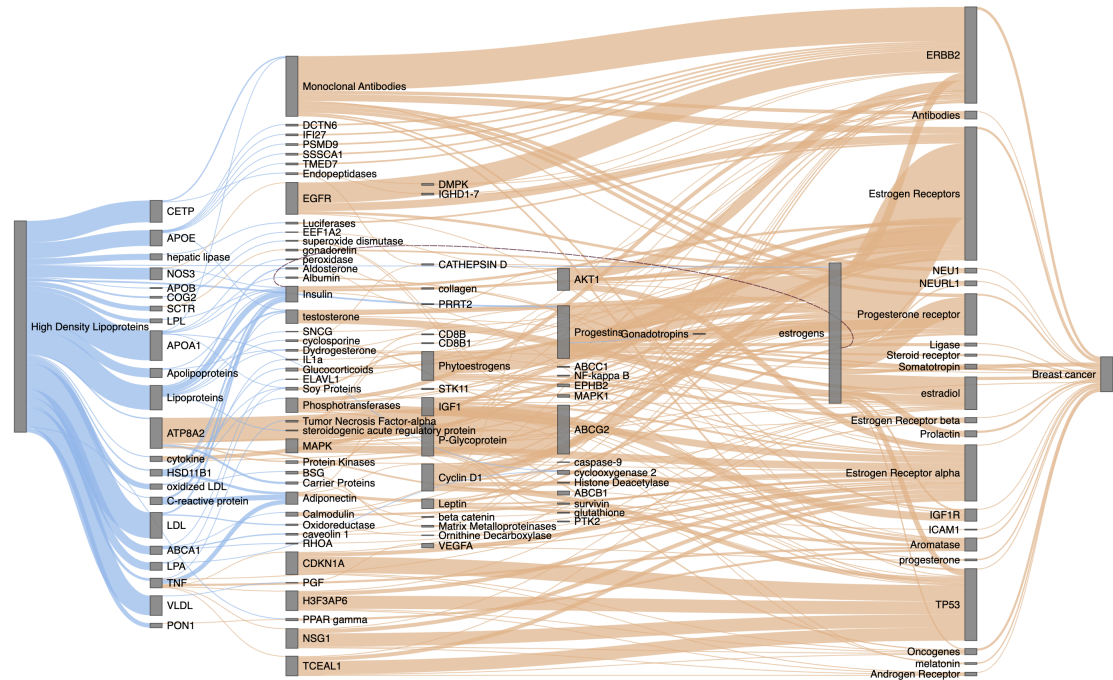 High Density Lipoproteins
CETP
APOE
hepatic lipase
NOS3
APOB
COG2
SCTR
LPL
APOA1
Apolipoproteins
Lipoproteins
ATP8A2
cytokine
HSD11B1
oxidized LDL
C-reactive protein
LDL
ABCA1
LPA
TNF
VLDL
PON1
Monoclonal Antibodies
DCTN6
IFI27
PSMD9
SSSCA1
TMED7
Endopeptidases
EGFR
Luciferases
EEF1A2
superoxide dismutase
gonadorelin
peroxidase
Aldosterone
Albumin
Insulin
testosterone
SNCG
cyclosporine
Dydrogesterone
IL1a
Glucocorticoids
ELAVL1
Soy Proteins
Phosphotransferases
Tumor Necrosis Factor-alpha
steroidogenic acute regulatory protein
MAPK
Protein Kinases
BSG
Carrier Proteins
Adiponectin
Calmodulin
Oxidoreductase
caveolin 1
RHOA
CDKN1A
PGF
H3F3AP6
PPAR gamma
NSG1
TCEAL1
DMPK
IGHD1-7
CATHEPSIN D
collagen
PRRT2
CD8B
CD8B1
Phytoestrogens
STK11
IGF1
P-Glycoprotein
Cyclin D1
Leptin
beta catenin
Matrix Metalloproteinases
Ornithine Decarboxylase
VEGFA
AKT1
Progestins
ABCC1
NF-kappa B
EPHB2
MAPK1
ABCG2
caspase-9
cyclooxygenase 2
Histone Deacetylase
ABCB1
survivin
glutathione
PTK2
Gonadotropins
estrogens
ERBB2
Antibodies
Estrogen Receptors
NEU1
NEURL1
Progesterone receptor
Ligase
Steroid receptor
Somatotropin
estradiol
Estrogen Receptor beta
Prolactin
Estrogen Receptor alpha
IGF1R
ICAM1
Aromatase
progesterone
TP53
Oncogenes
melatonin
Androgen Receptor
Breast cancer